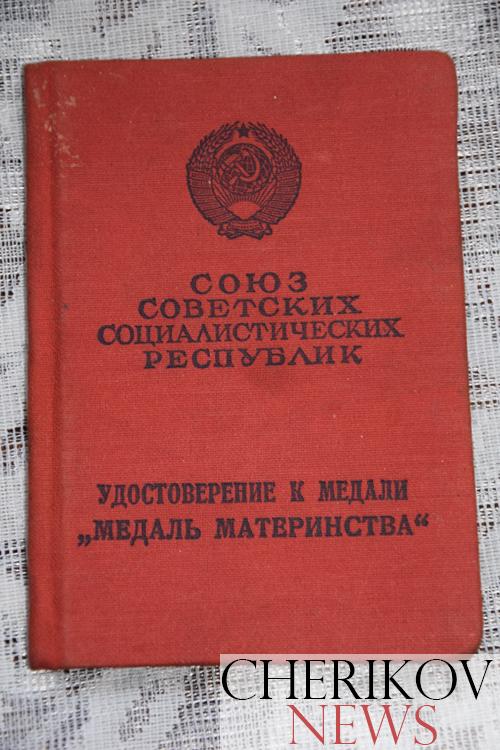 СОЮЗ
СОВЕТСКИХ
СОЦИАЛИСТИЧЕСКИХ
РЕСПУБЛИК
УДОСТОВЕРЕНИЕ К МЕДАЛИ
„МЕДАЛЬ МАТЕРИНСТВА“
CHERIKOV
NEWS